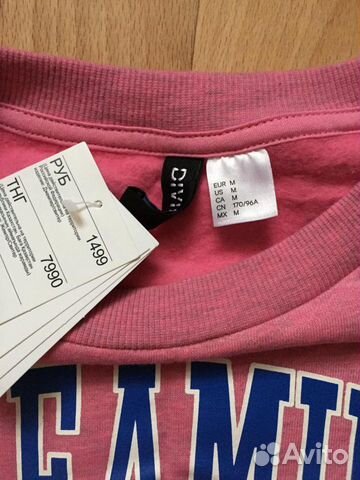 РУБ
1499
ТНГ
7990
DIVI
EUR M
US M
CA M
CN 170/96A
MX M
EAMI
Avito